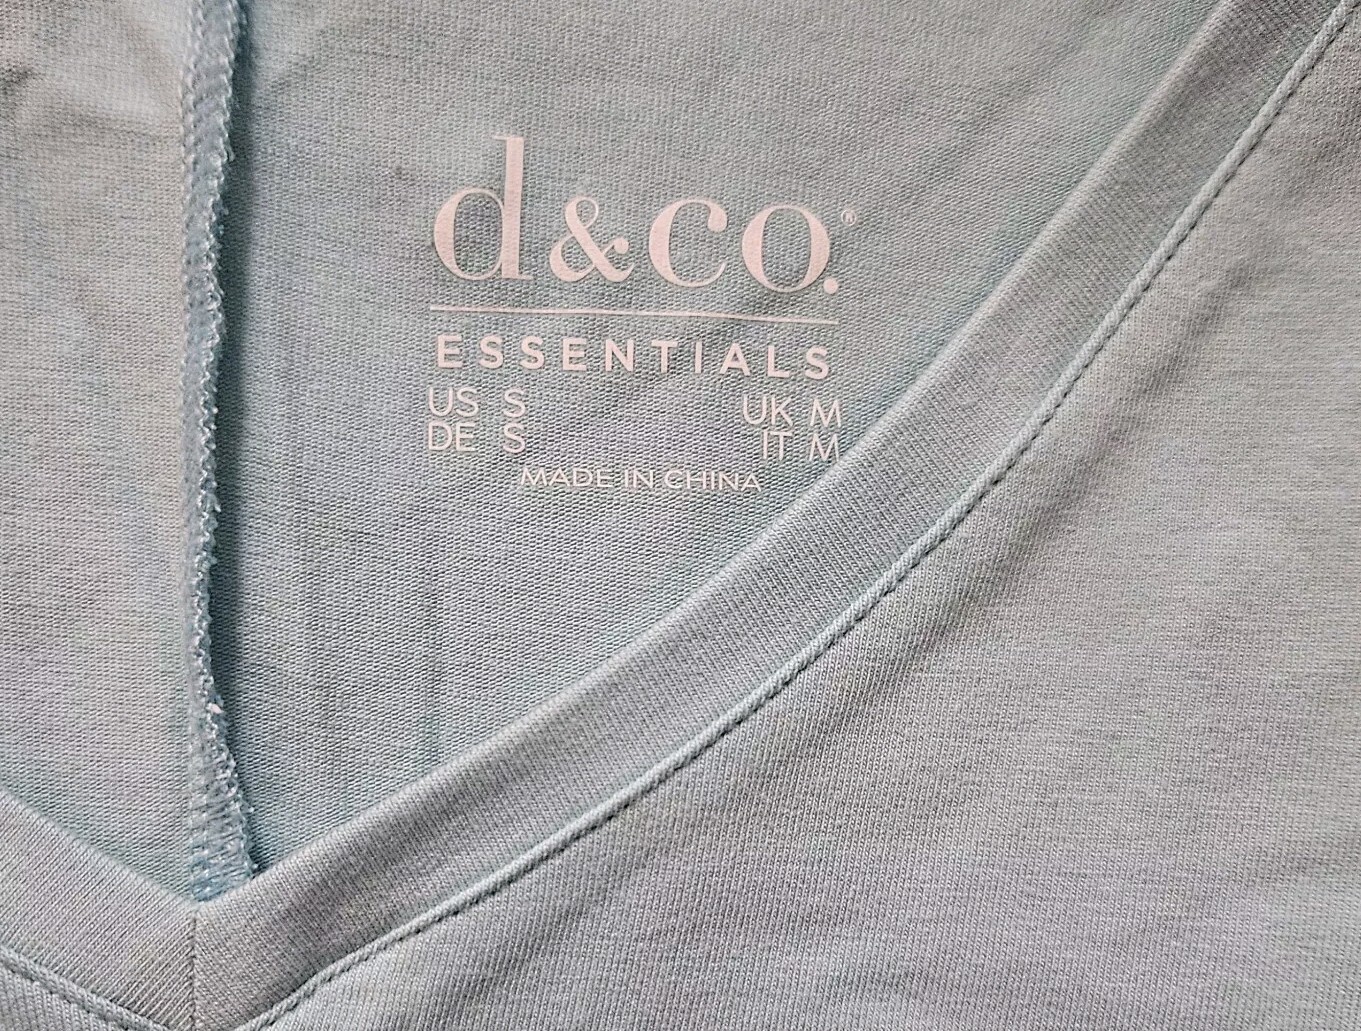 d&co.®
ESSENTIALS
US S UK M
DE S IT M
MADE IN CHINA